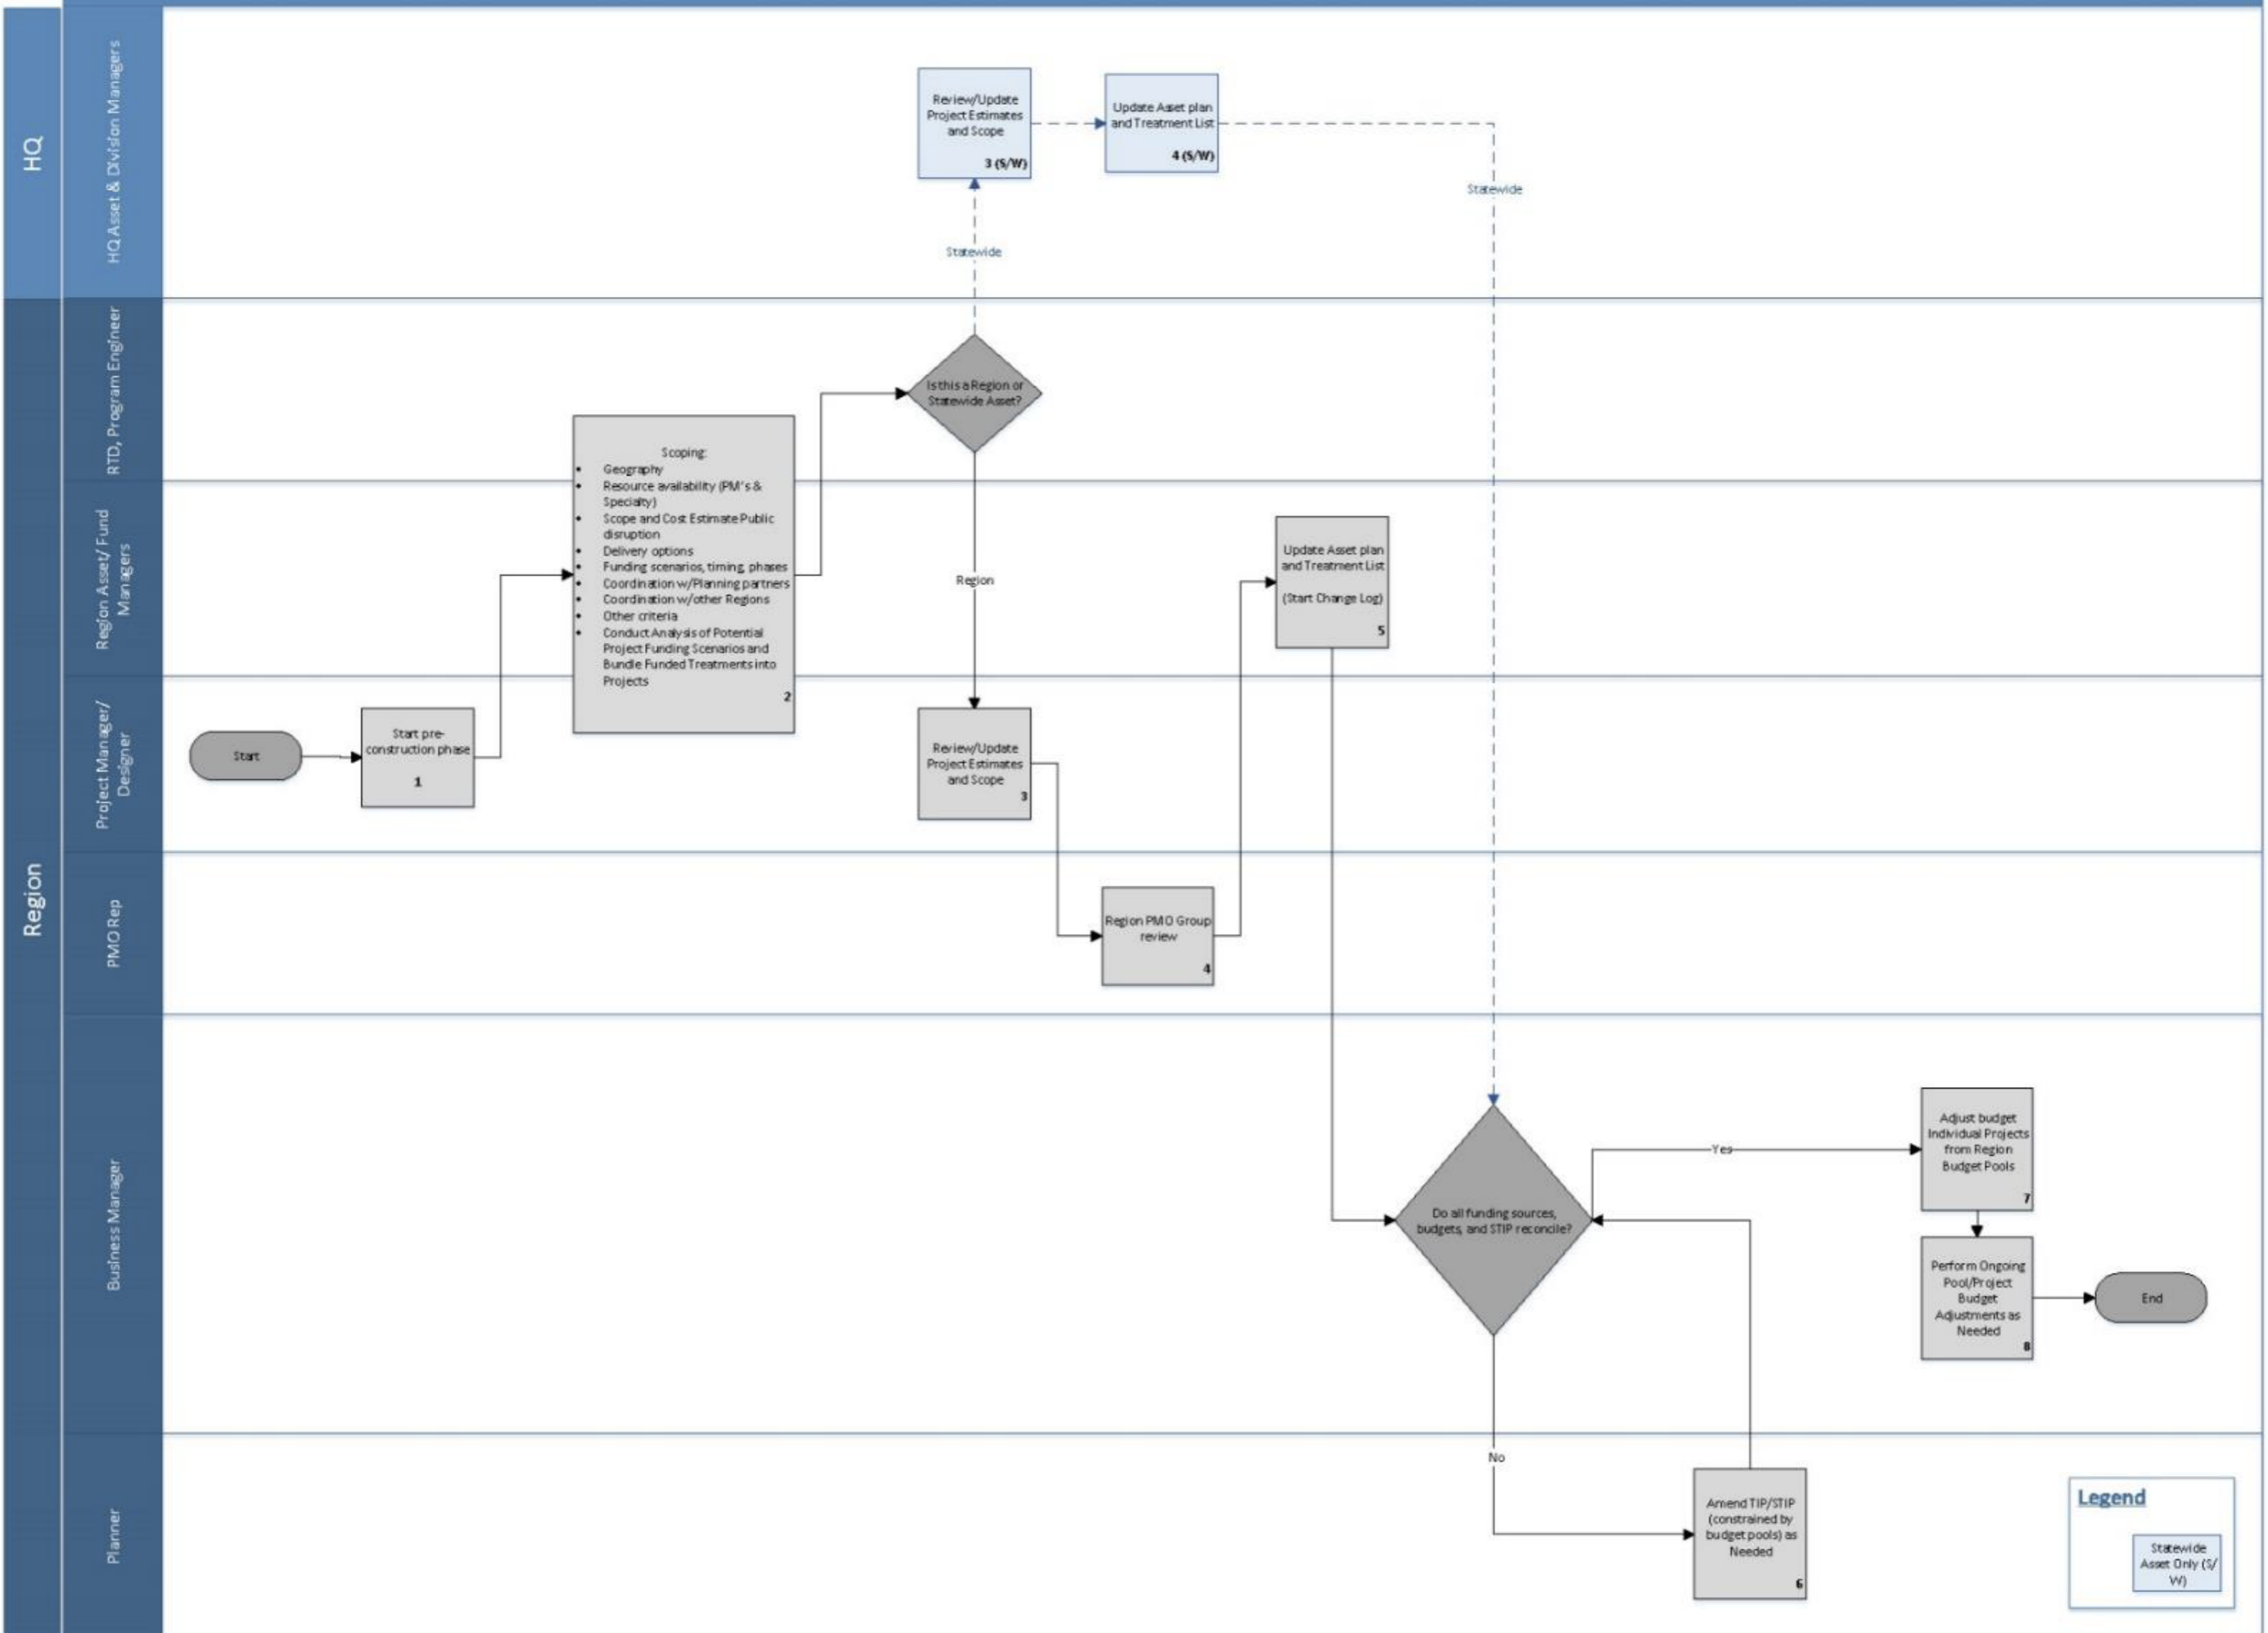 HQ
HQ Asset & Division Managers
Review/Update
Project Estimates
and Scope
3 (S/W)
Update Asset plan
and Treatment List
4 (S/W)
Statewide
Statewide
Region
RTD, Program Engineer
Is this a Region or
Statewide Asset?
Region Asset/ Fund
Managers
Scoping:
• Geography
• Resource availability (PM's &
Specialty)
• Scope and Cost Estimate Public
disruption
• Delivery options
• Funding scenarios, timing, phases
• Coordination w/Planning partners
• Coordination w/other Regions
• Other criteria
• Conduct Analysis of Potential
Project Funding Scenarios and
Bundle Funded Treatments into
Projects
2
Region
Update Asset plan
and Treatment List
(Start Change Log)
5
Project Manager/
Designer
Start
Start pre-
construction phase
1
Review/Update
Project Estimates
and Scope
3
PMO Rep
Region PMO Group
review
4
Business Manager
Do all funding sources,
budgets, and STIP reconcile?
Yes
Adjust budget
Individual Projects
from Region
Budget Pools
7
Perform Ongoing
Pool/Project
Budget
Adjustments as
Needed
8
End
Planner
No
Amend TIP/STIP
(constrained by
budget pools) as
Needed
6
Legend
Statewide
Asset Only (S/
W)